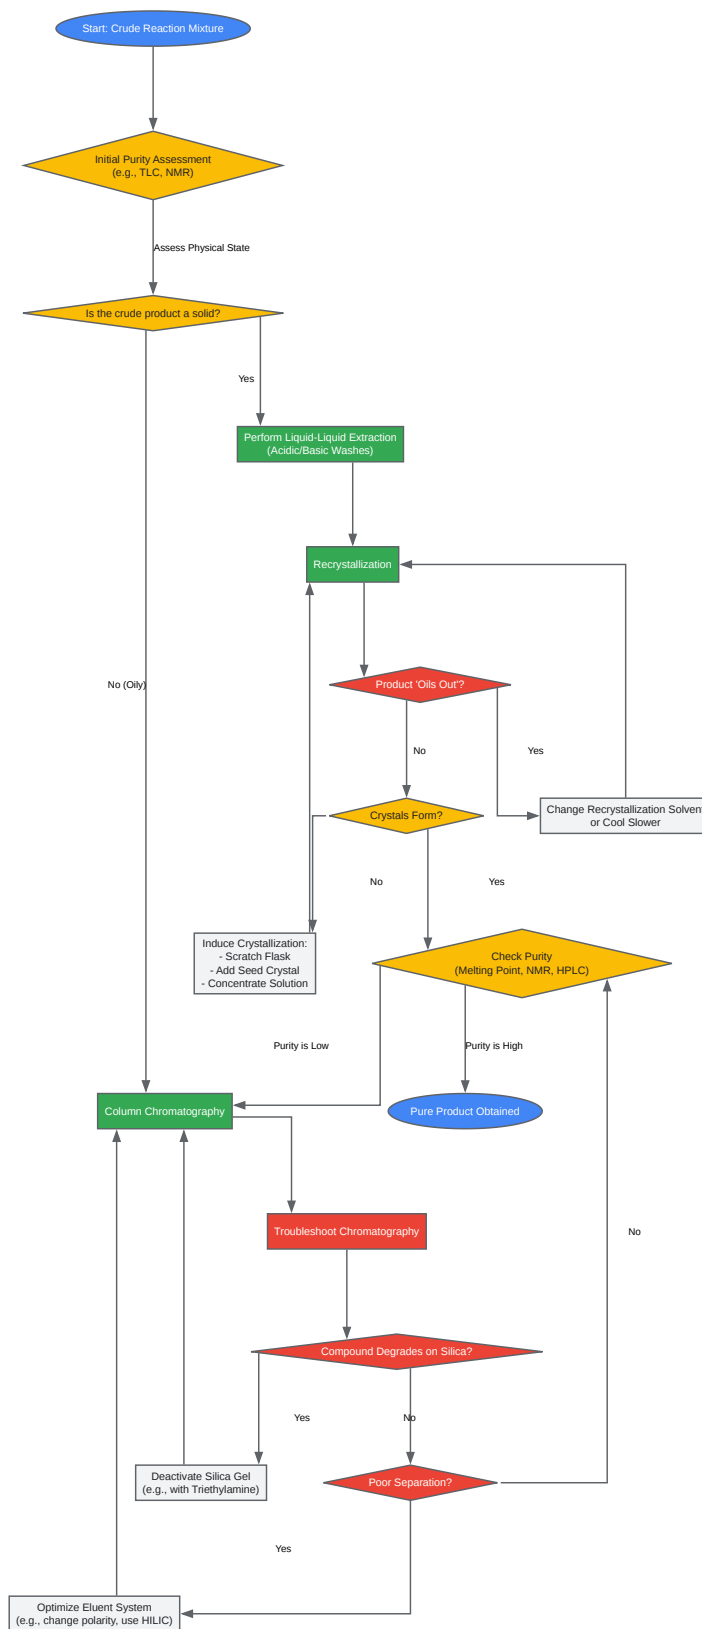 Start: Crude Reaction Mixture
Initial Purity Assessment
(e.g., TLC, NMR)
Assess Physical State
Is the crude product a solid?
Yes
Perform Liquid-Liquid Extraction
(Acidic/Basic Washes)
Recrystallization
No (Oily)
Product 'Oils Out'?
No
Yes
Change Recrystallization Solvent
or Cool Slower
Crystals Form?
No
Yes
Induce Crystallization:
- Scratch Flask
- Add Seed Crystal
- Concentrate Solution
Check Purity
(Melting Point, NMR, HPLC)
Purity is Low
Purity is High
Column Chromatography
Pure Product Obtained
Troubleshoot Chromatography
No
Compound Degrades on Silica?
Yes
No
Deactivate Silica Gel
(e.g., with Triethylamine)
Poor Separation?
Yes
Optimize Eluent System
(e.g., change polarity, use HILIC)